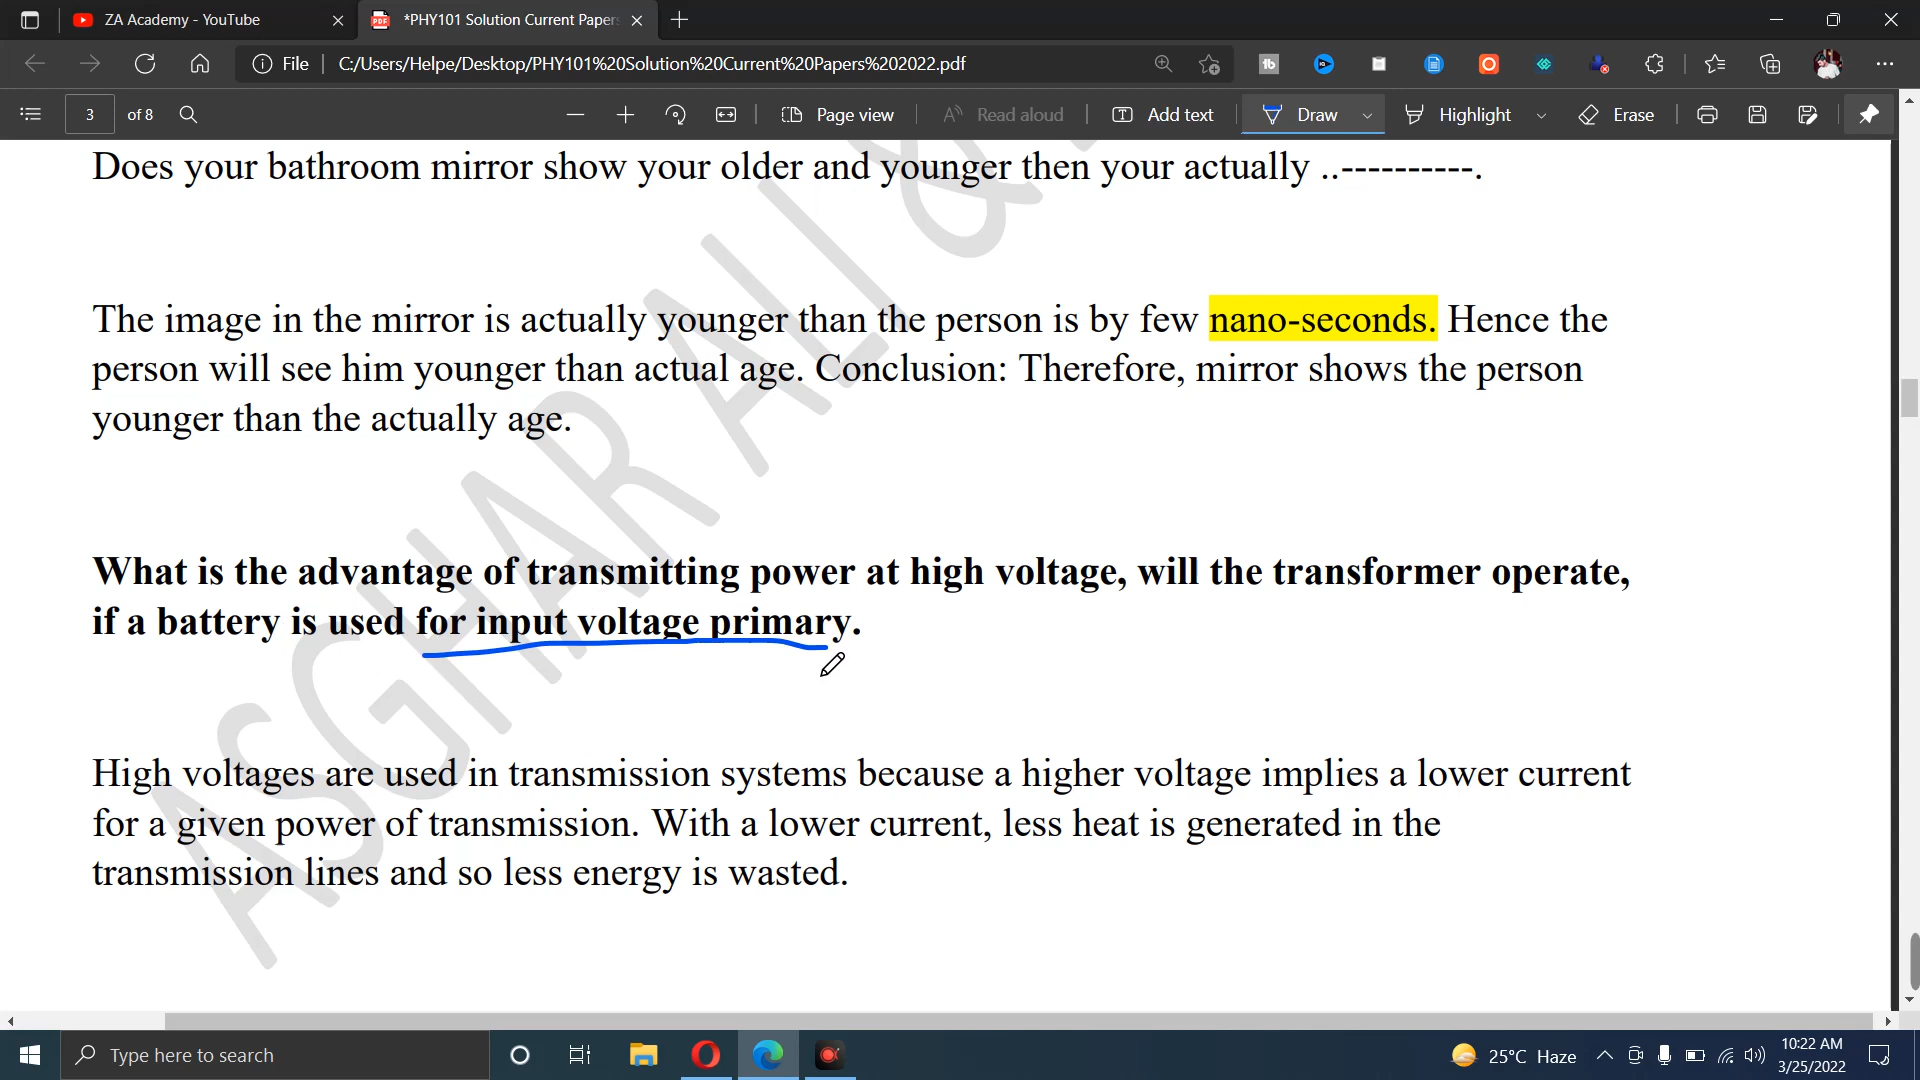 ZA Academy - YouTube
*PHY101 Solution Current Papers
File
C:/Users/Helpe/Desktop/PHY101%20Solution%20Current%20Papers%202022.pdf
3 of 8
Page view
Read aloud
Add text
Draw
Highlight
Erase
Does your bathroom mirror show your older and younger then your actually ..----------.
The image in the mirror is actually younger than the person is by few nano-seconds. Hence the
person will see him younger than actual age. Conclusion: Therefore, mirror shows the person
younger than the actually age.
What is the advantage of transmitting power at high voltage, will the transformer operate,
if a battery is used for input voltage primary.
High voltages are used in transmission systems because a higher voltage implies a lower current
for a given power of transmission. With a lower current, less heat is generated in the
transmission lines and so less energy is wasted.
ASGHAR ALI &
Type here to search
25°C Haze
10:22 AM
3/25/2022